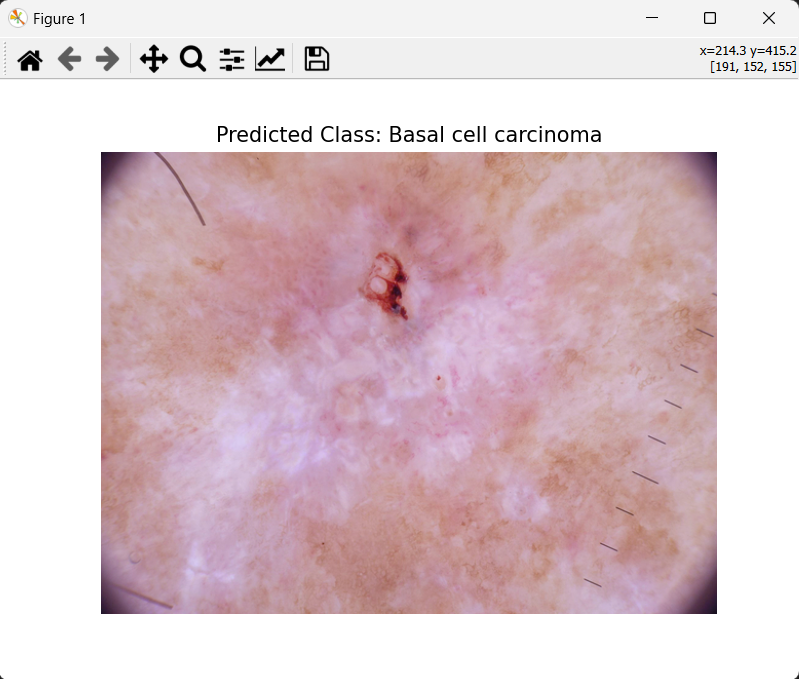 Figure 1
x=214.3 y=415.2
[191, 152, 155]
Predicted Class: Basal cell carcinoma